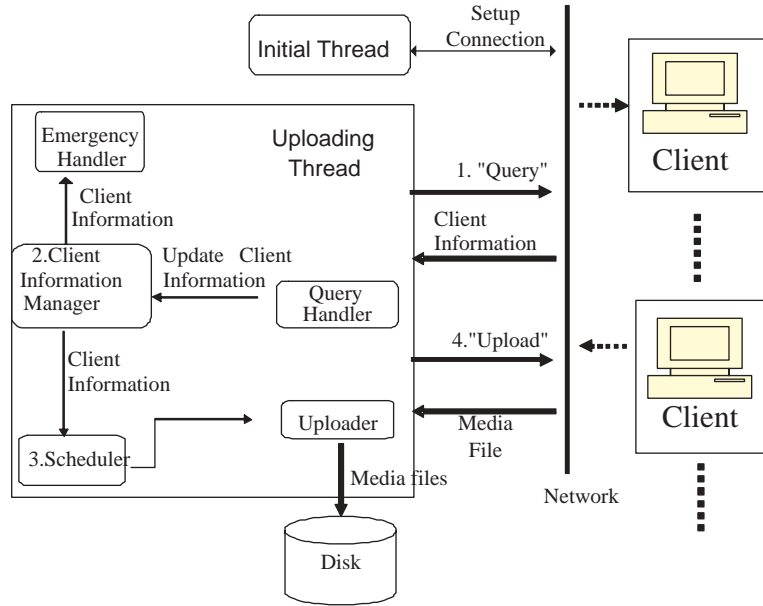 Setup
Connection
Initial Thread
Emergency
Handler
Uploading
Thread
1. "Query"
Client
Client
Information
Client
Information
2.Client
Information
Manager
Update Client
Information
Query
Handler
4."Upload"
Client
Information
Client
3.Scheduler
Uploader
Media
File
Media files
Network
Disk